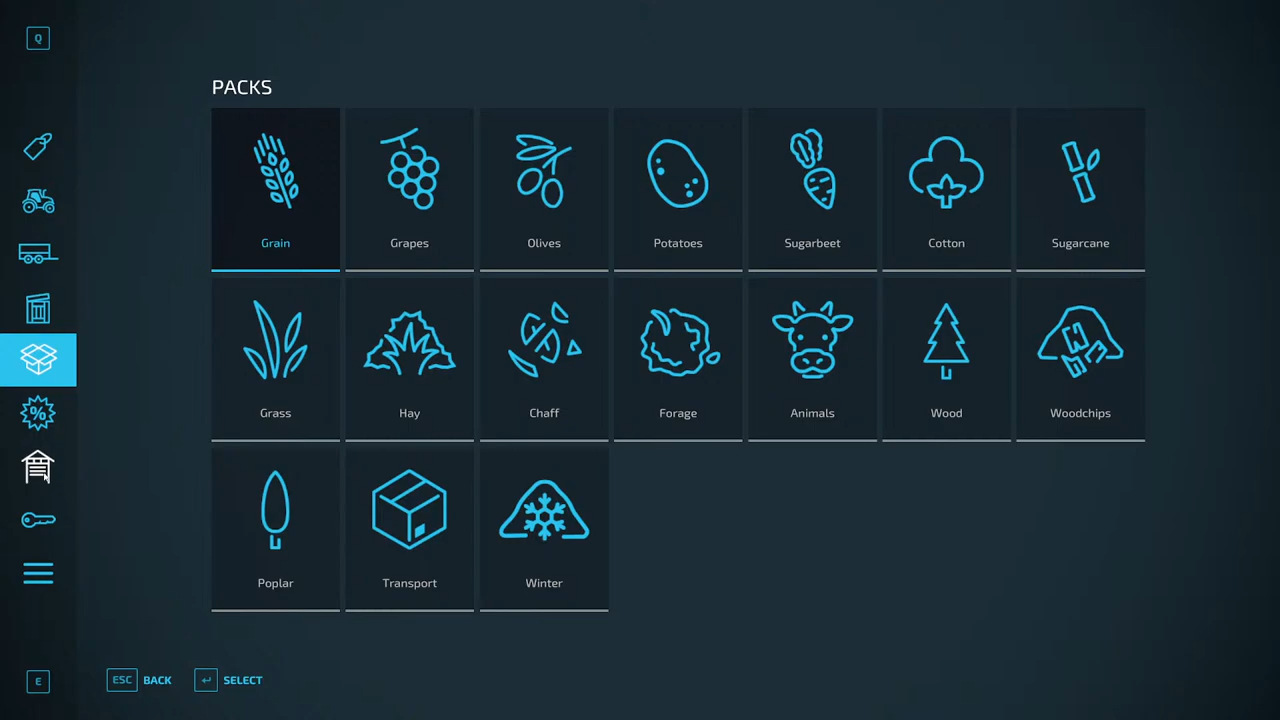 Q
PACKS
Grain
Grapes
Olives
Potatoes
Sugarbeet
Cotton
Sugarcane
%
Grass
Hay
Chaff
Forage
Animals
Wood
Woodchips
Poplar
Transport
Winter
E
ESC BACK
↵ SELECT